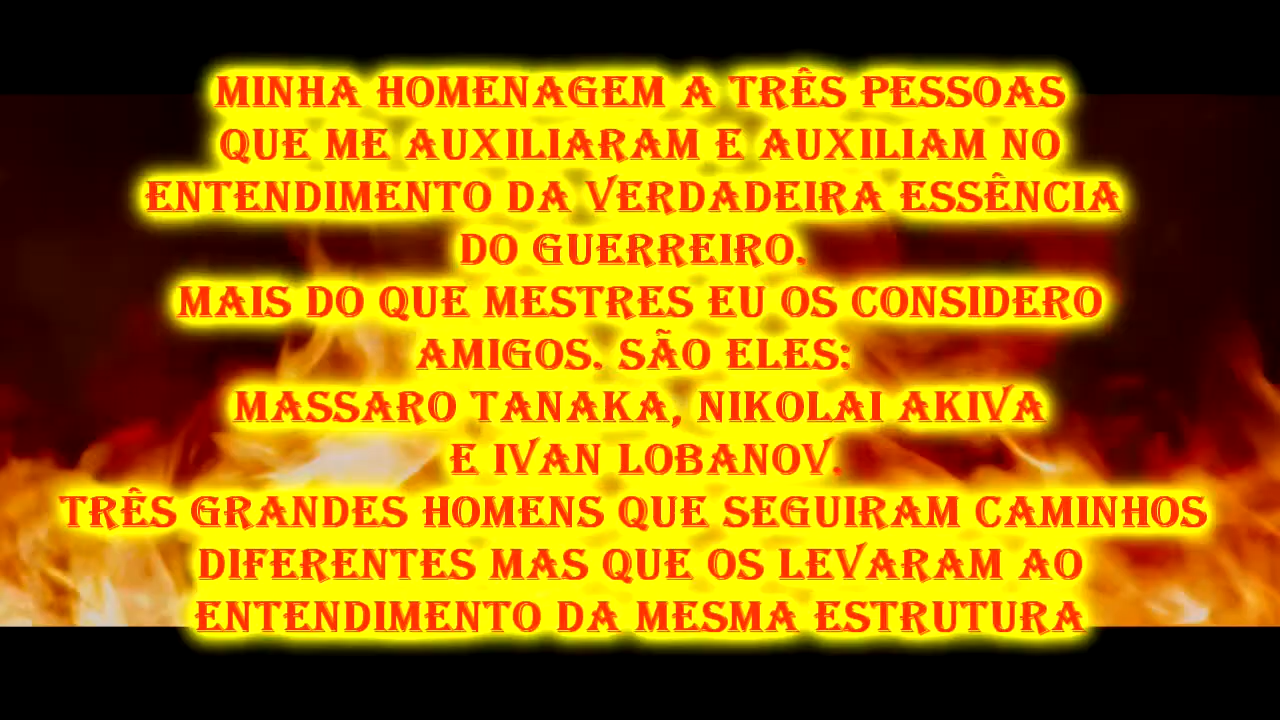 MINHA HOMENAGEM A TRÊS PESSOAS
QUE ME AUXILIARAM E AUXILIAM NO
ENTENDIMENTO DA VERDADEIRA ESSÊNCIA
DO GUERREIRO.
MAIS DO QUE MESTRES EU OS CONSIDERO
AMIGOS. SÃO ELES:
MASSARO TANAKA, NIKOLAI AKIVA
E IVAN LOBANOV.
TRÊS GRANDES HOMENS QUE SEGUIRAM CAMINHOS
DIFERENTES MAS QUE OS LEVARAM AO
ENTENDIMENTO DA MESMA ESTRUTURA